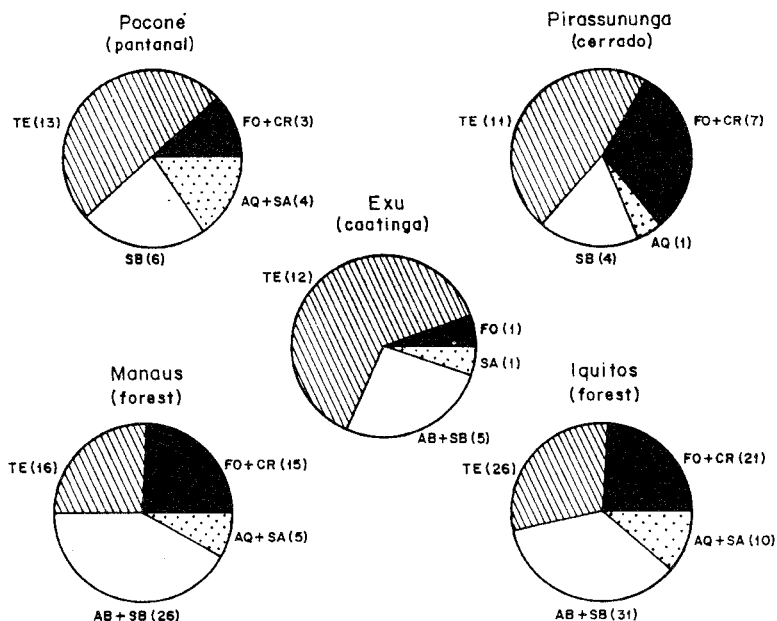 Poconé
(pantanal)
TE(13)
FO+CR(3)
AQ+SA(4)
SB(6)
Pirassununga
(cerrado)
TE(11)
FO+CR(7)
AQ(1)
SB(4)
Exu
(caatinga)
TE(12)
FO(1)
SA(1)
AB+SB(5)
Manaus
(forest)
TE(16)
FO+CR(15)
AQ+SA(5)
AB+SB(26)
Iquitos
(forest)
TE(26)
FO+CR(21)
AQ+SA(10)
AB+SB(31)